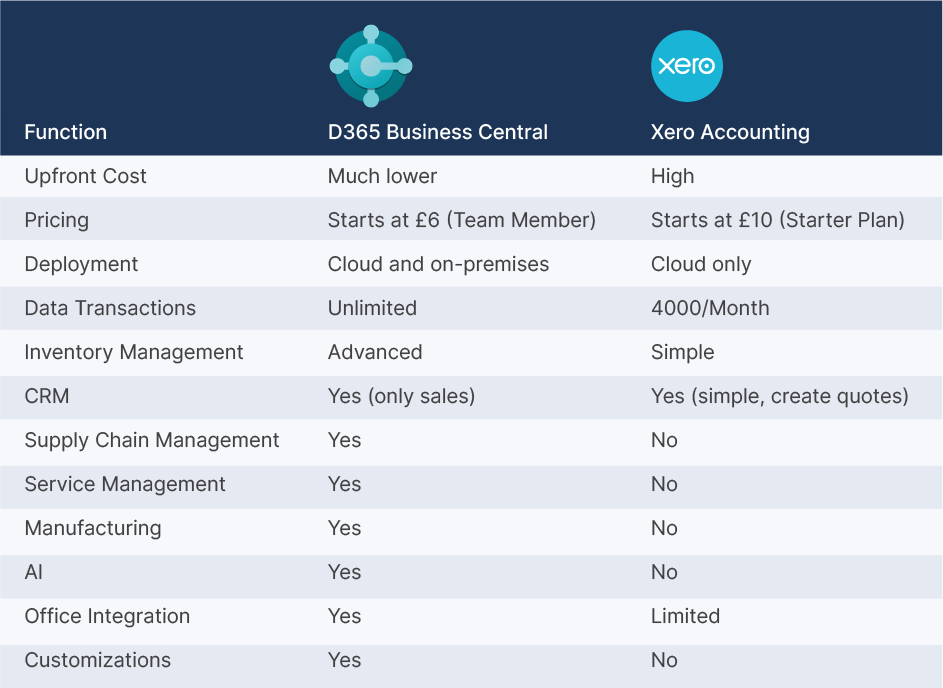 xero
Function D365 Business Central Xero Accounting
Upfront Cost Much lower High
Pricing Starts at £6 (Team Member) Starts at £10 (Starter Plan)
Deployment Cloud and on-premises Cloud only
Data Transactions Unlimited 4000/Month
Inventory Management Advanced Simple
CRM Yes (only sales) Yes (simple, create quotes)
Supply Chain Management Yes No
Service Management Yes No
Manufacturing Yes No
AI Yes No
Office Integration Yes Limited
Customizations Yes No